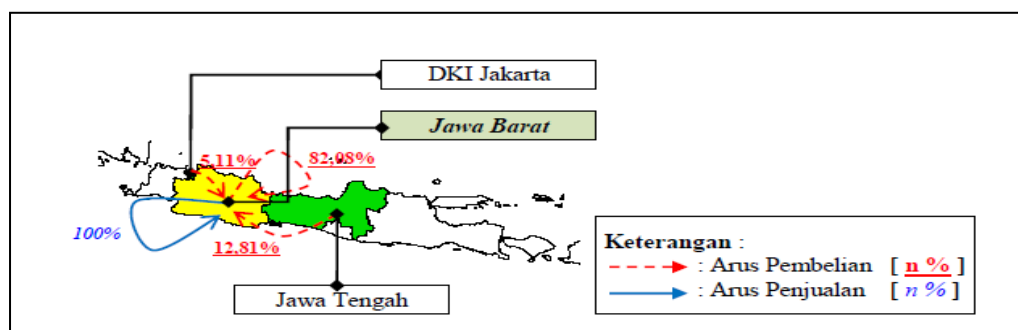 DKI Jakarta
Jawa Barat
5,11%
82,08%
100%
12,81%
Jawa Tengah
Keterangan :
: Arus Pembelian [ n % ]
: Arus Penjualan [ n % ]